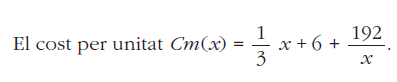 El cost per unitat Cm(x) = 1/3 x + 6 + 192/x.